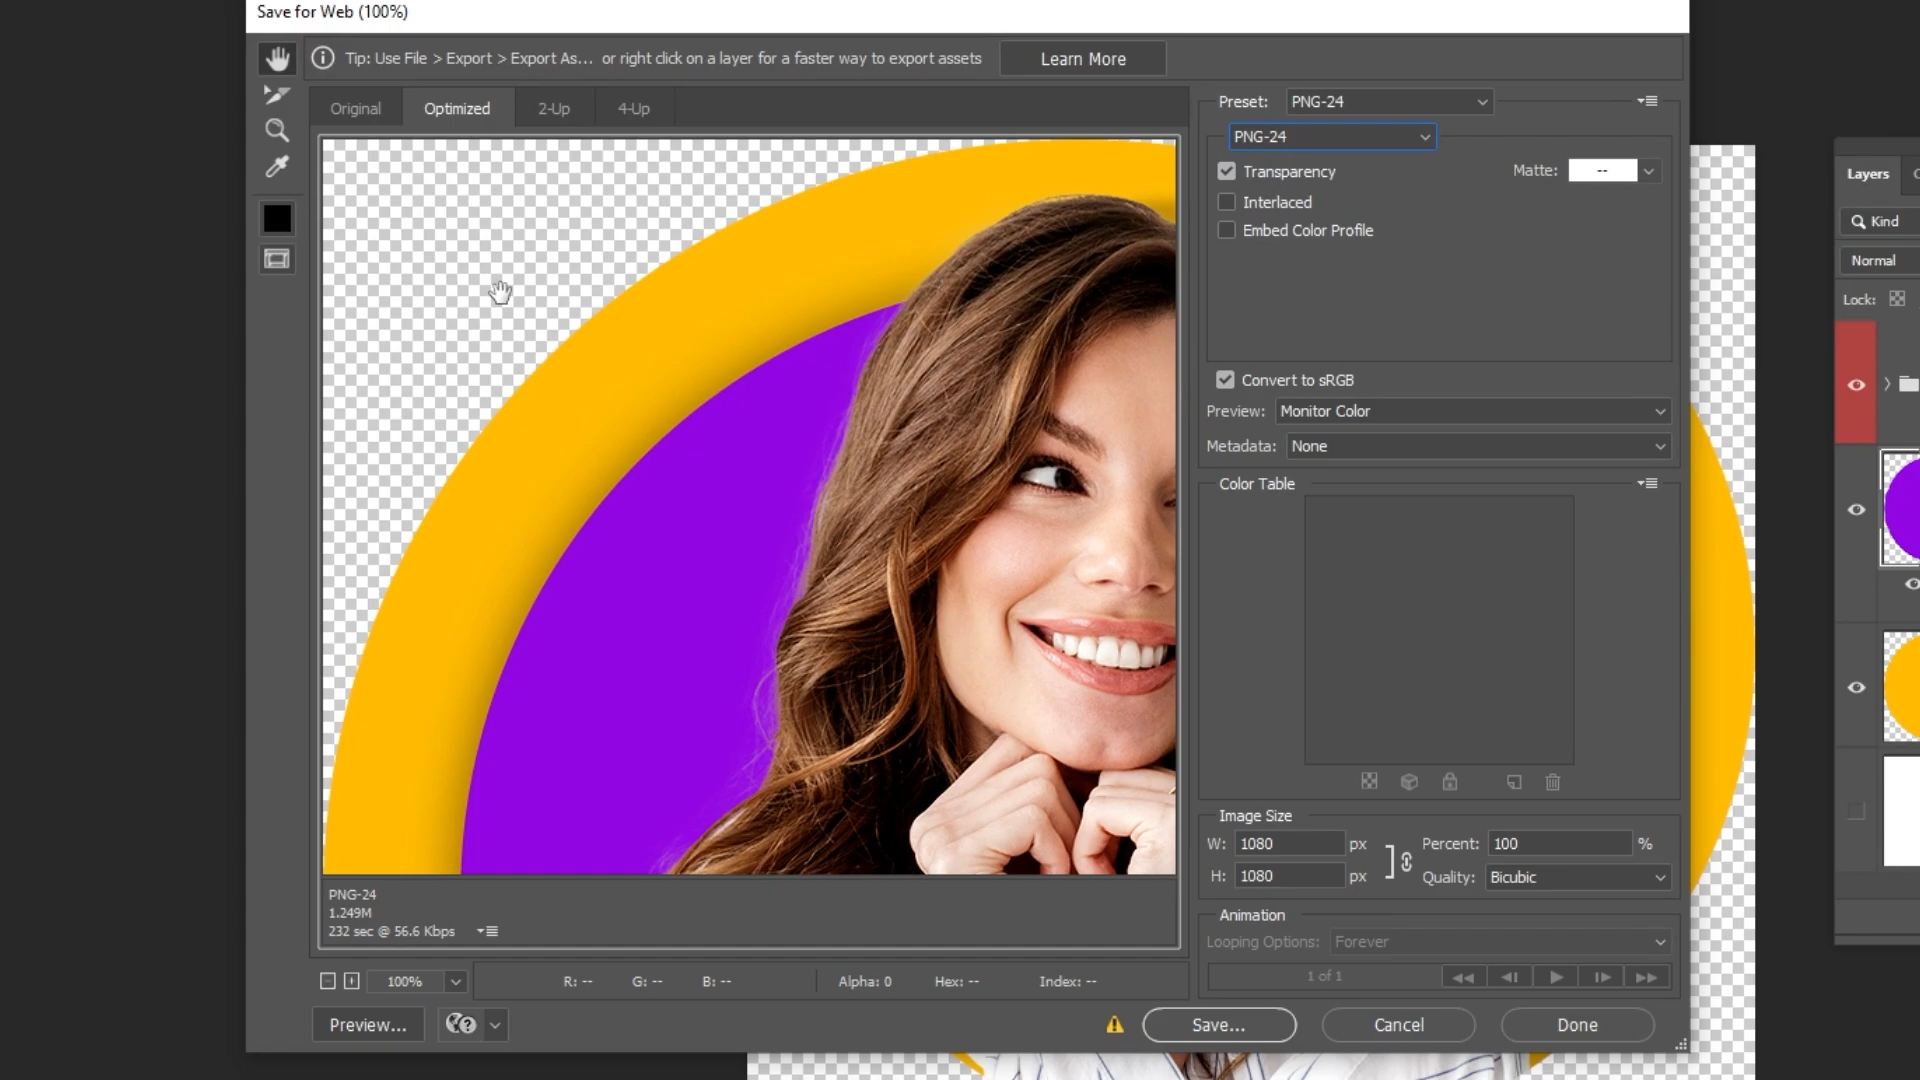 Save for Web (100%)
Tip: Use File > Export > Export As... or right click on a layer for a faster way to export assets
Learn More
Original
Optimized
2-Up
4-Up
Preset: PNG-24
PNG-24
Transparency
Matte: --
Interlaced
Embed Color Profile
Convert to sRGB
Preview: Monitor Color
Metadata: None
Color Table
Image Size
W: 1080 px
Percent: 100 %
H: 1080 px
Quality: Bicubic
Animation
Looping Options: Forever
1 of 1
PNG-24
1.249M
232 sec @ 56.6 Kbps
100%
R: --
G: --
B: --
Alpha: 0
Hex: --
Index: --
Preview...
Save...
Cancel
Done
Layers
Kind
Normal
Lock: